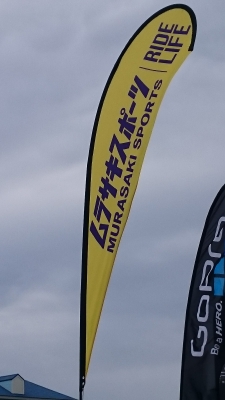 ムラサキスポーツ
MURASAKI SPORTS
RIDE
LIFE
GoPro
Be a HERO.